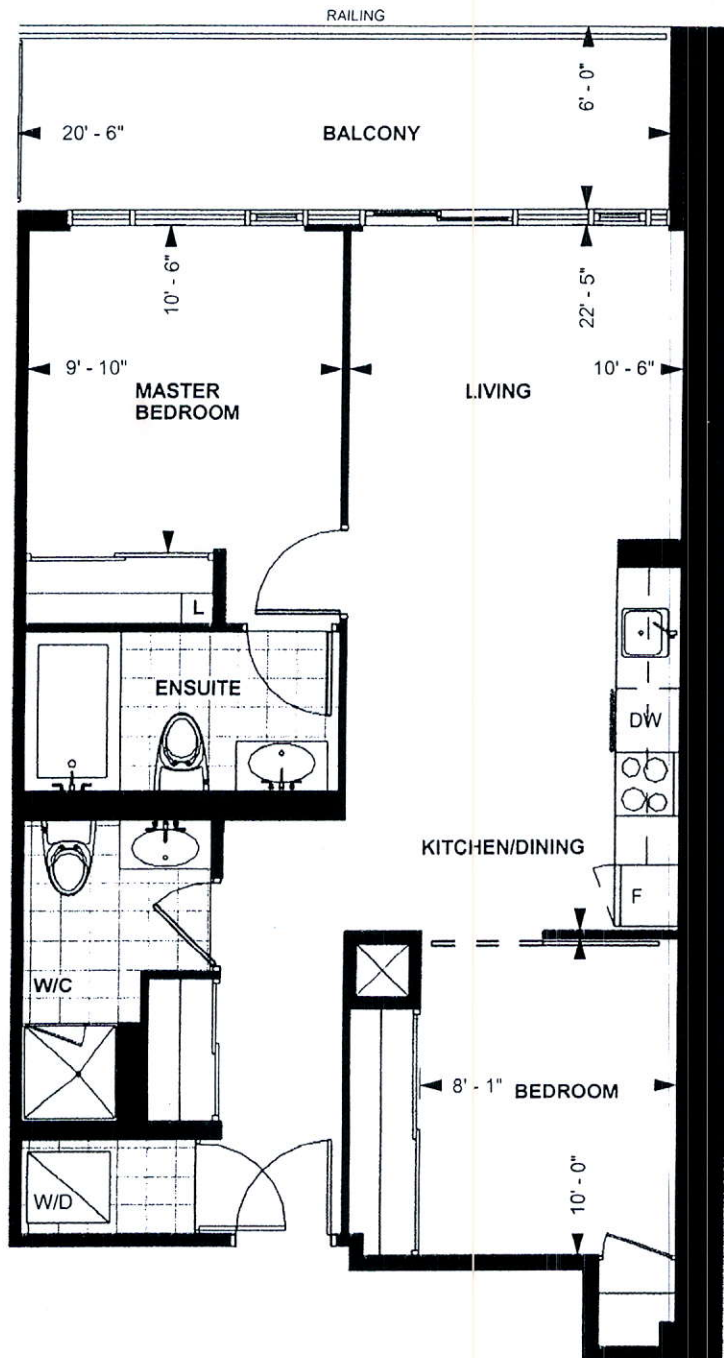 RAILING
6' - 0"
20' - 6"
BALCONY
10' - 6"
22' - 5"
9' - 10"
10' - 6"
MASTER
BEDROOM
LIVING
L
ENSUITE
DW
KITCHEN/DINING
F
W/C
8' - 1"
BEDROOM
10' - 0"
W/D